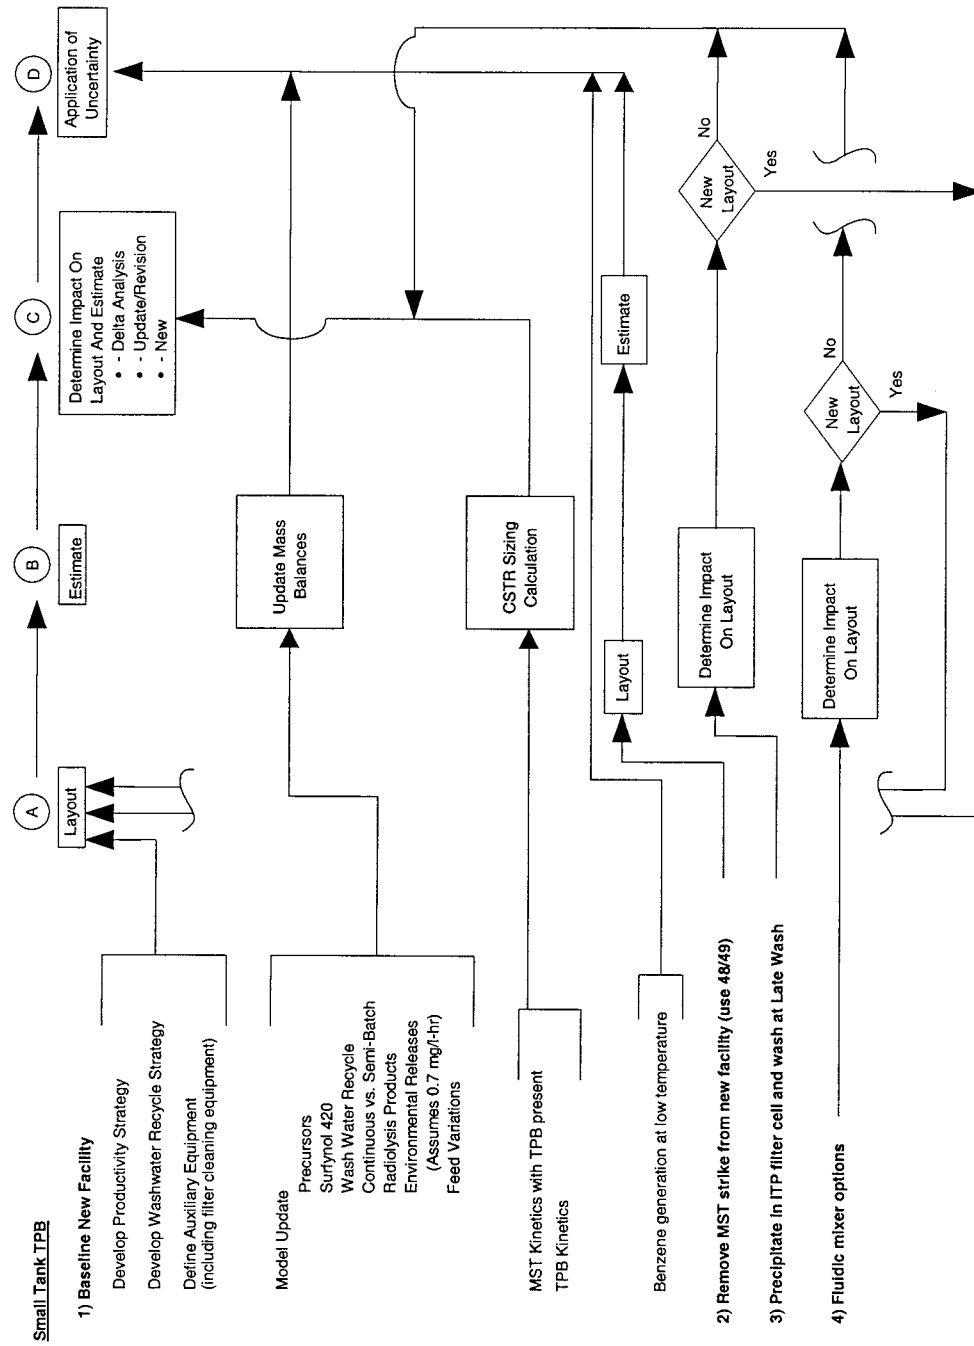 Small Tank TPB
A
B
C
D
Layout
Estimate
Determine Impact On
Layout And Estimate
• - Delta Analysis
• - Update/Revision
• - New
Application of
Uncertainty
1) Baseline New Facility
Develop Productivity Strategy
Develop Washwater Recycle Strategy
Define Auxiliary Equipment
(including filter cleaning equipment)
Model Update
Precursors
Surfynol 420
Wash Water Recycle
Continuous vs. Semi-Batch
Radiolysis Products
Environmental Releases
(Assumes 0.7 mg/l-hr)
Feed Variations
Update Mass
Balances
MST Kinetics with TPB present
TPB Kinetics
CSTR Sizing
Calculation
Benzene generation at low temperature
Layout
Estimate
2) Remove MST strike from new facility (use 48/49)
Determine Impact
On Layout
New
Layout
No
Yes
3) Precipitate in ITP filter cell and wash at Late Wash
4) Fluidic mixer options
Determine Impact
On Layout
New
Layout
No
Yes